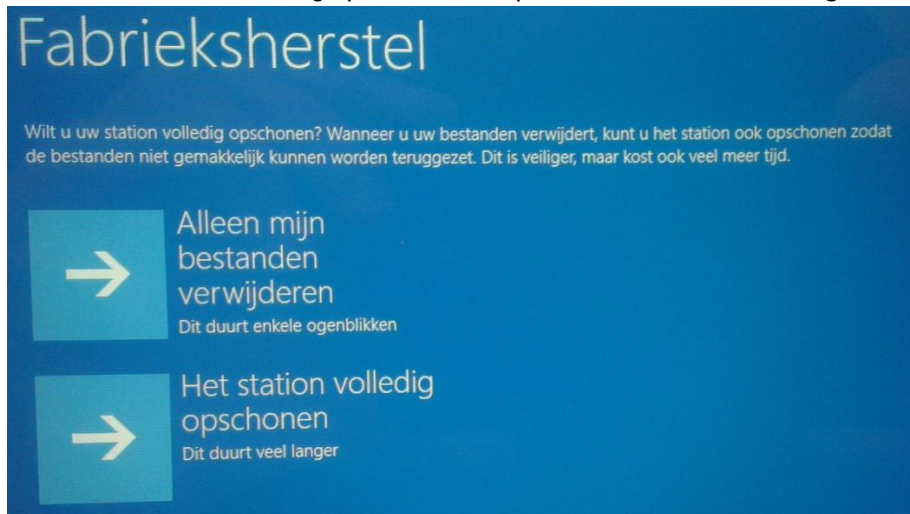 Fabrieksherstel
Wilt u uw station volledig opschonen? Wanneer u uw bestanden verwijdert, kunt u het station ook opschonen zodat
de bestanden niet gemakkelijk kunnen worden teruggezet. Dit is veiliger, maar kost ook veel meer tijd.
Alleen mijn
bestanden
verwijderen
Dit duurt enkele ogenblikken
Het station volledig
opschonen
Dit duurt veel langer